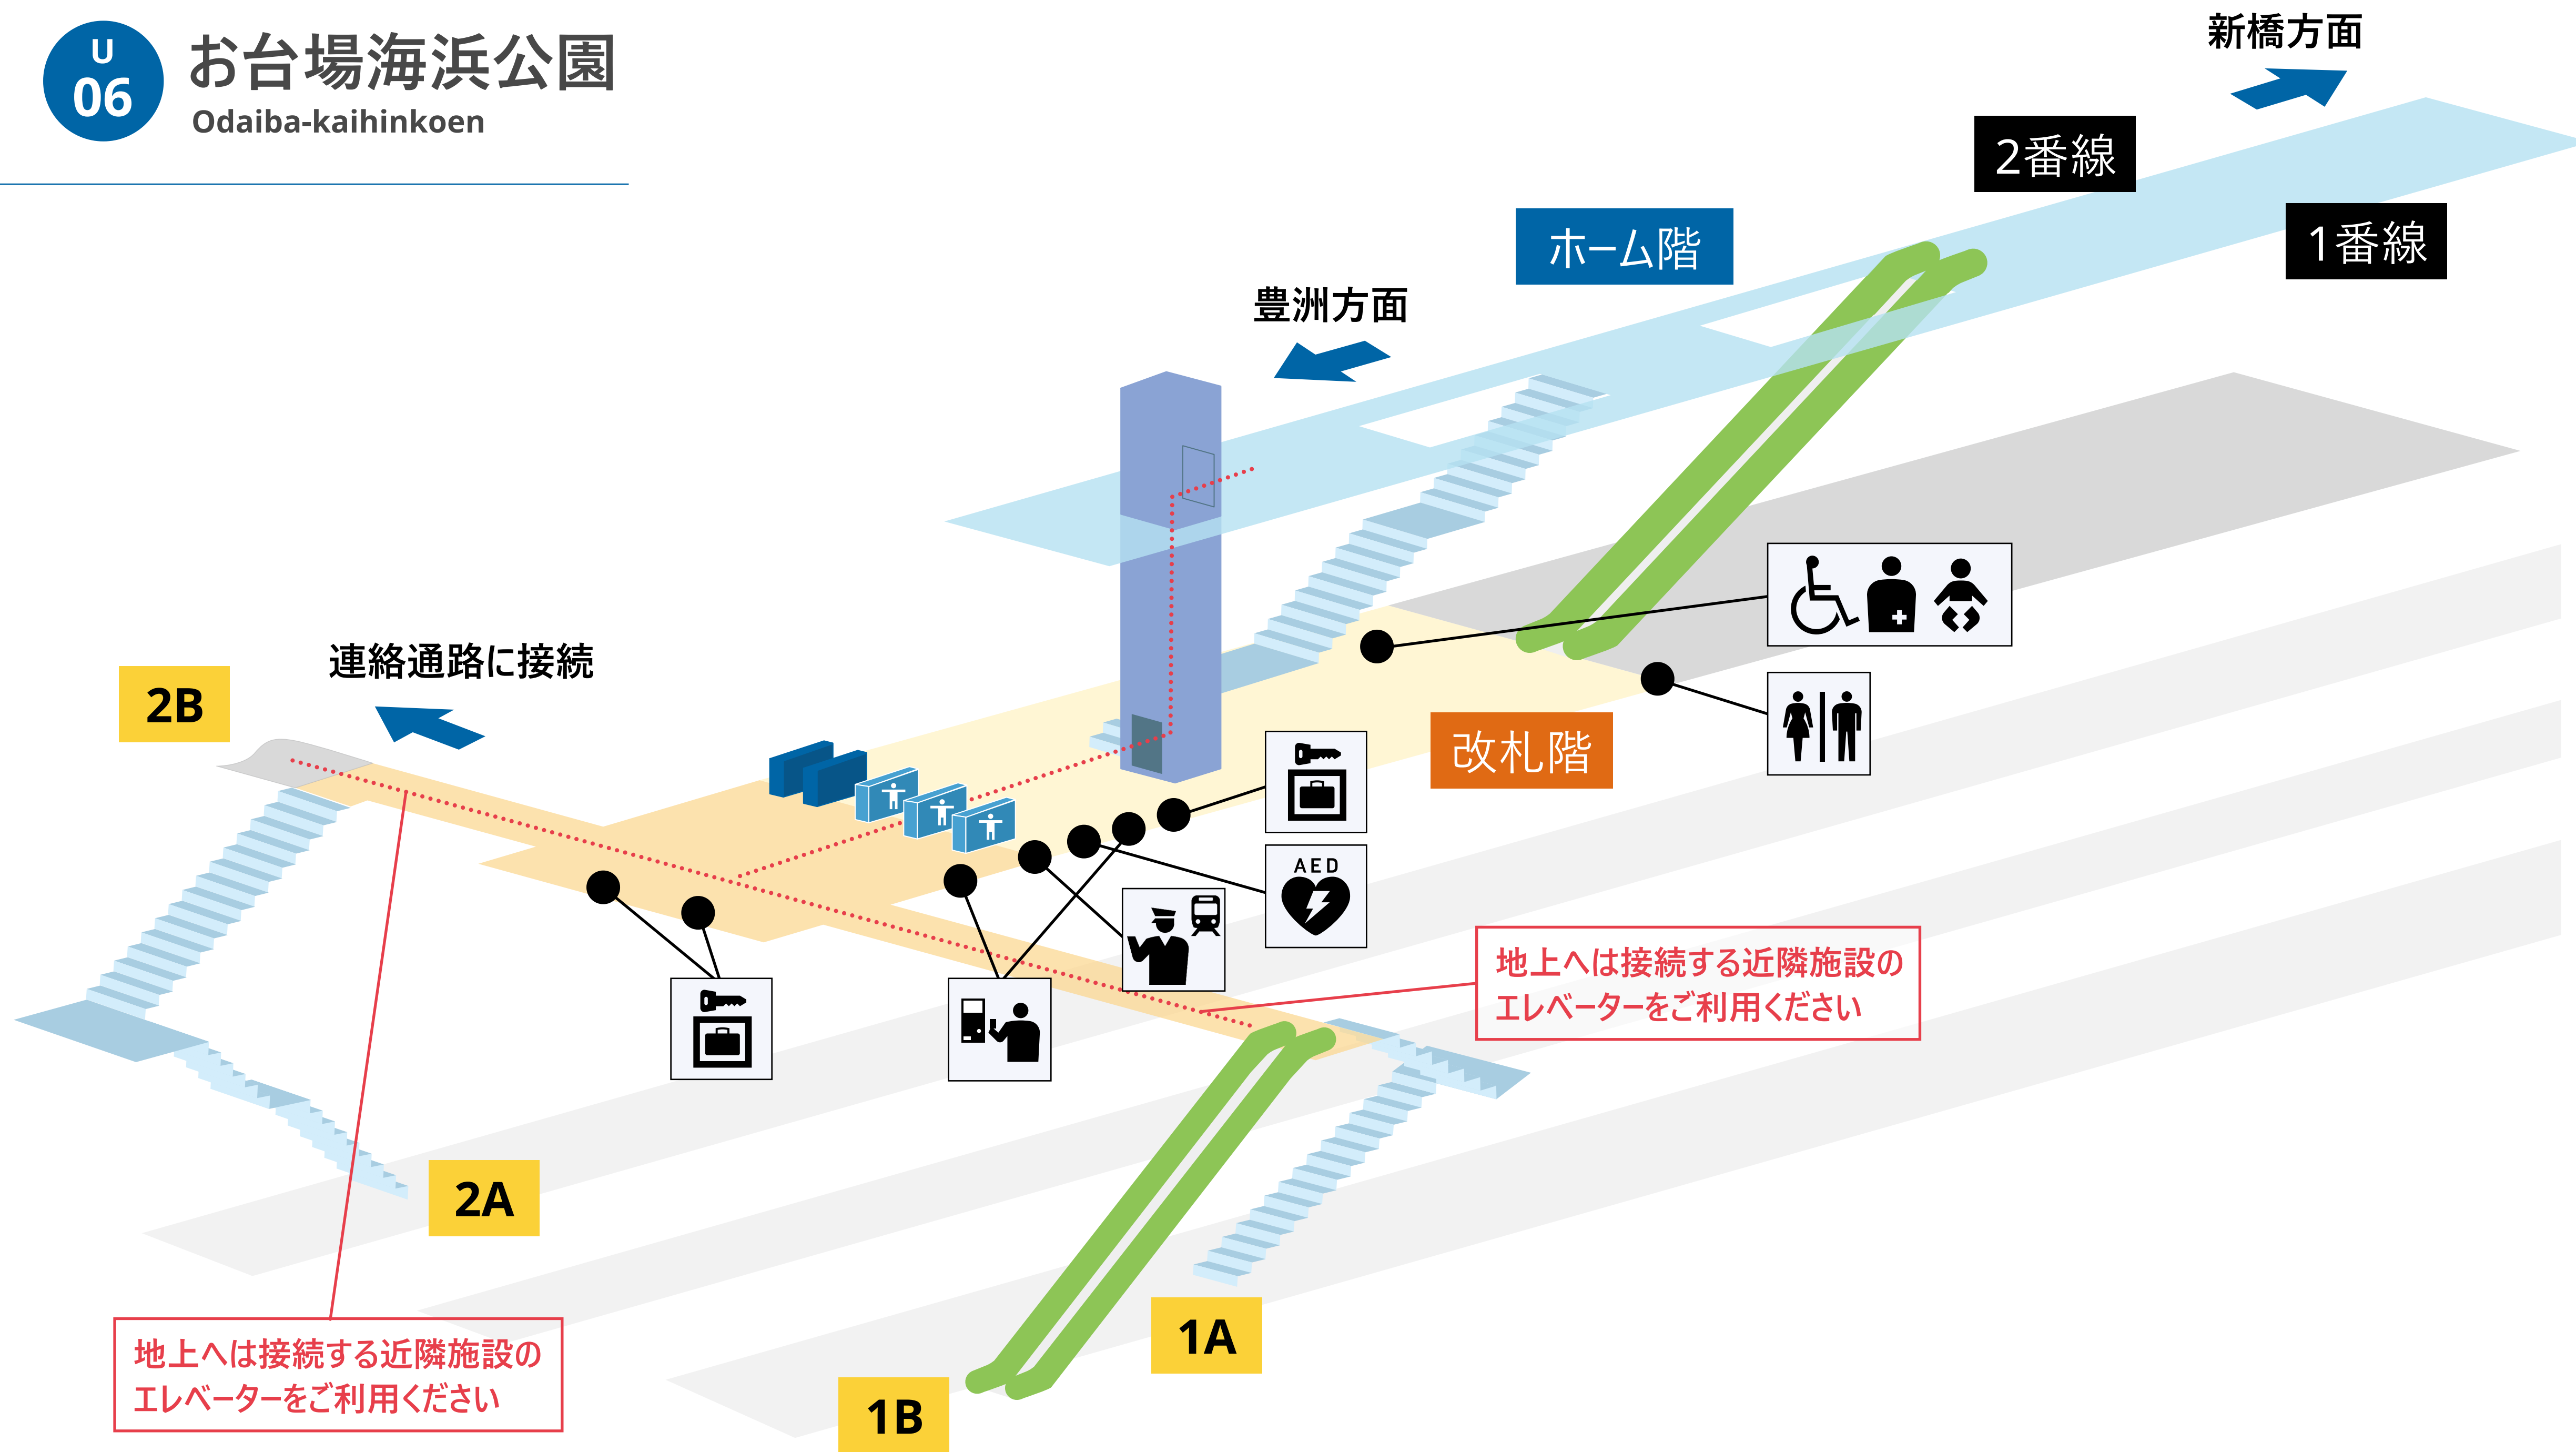 U
06
お台場海浜公園
Odaiba-kaihinkoen
新橋方面
2番線
1番線
ホーム階
豊洲方面
連絡通路に接続
2B
改札階
AED
地上へは接続する近隣施設の
エレベーターをご利用ください
2A
1A
地上へは接続する近隣施設の
エレベーターをご利用ください
1B